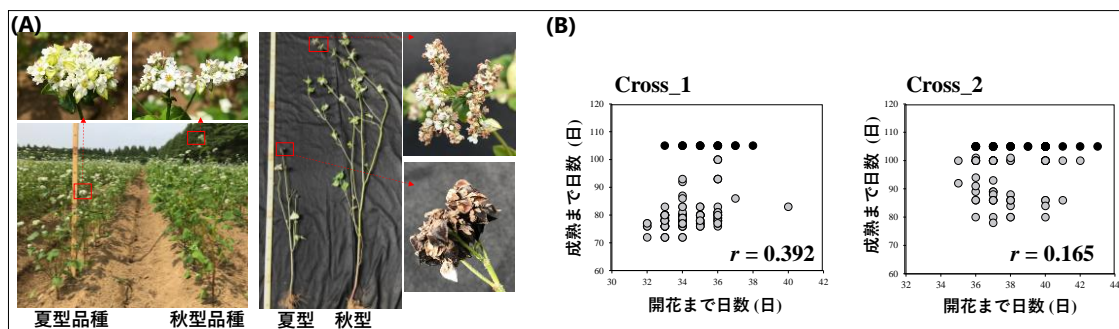 (A)
夏型品種 秋型品種
夏型 秋型
(B)
Cross_1
成熟まで日数 (日)
120
110
100
90
80
70
60
r = 0.392
30 32 34 36 38 40 42
開花まで日数 (日)
Cross_2
成熟まで日数 (日)
120
110
100
90
80
70
60
r = 0.165
32 34 36 38 40 42 44
開花まで日数 (日)